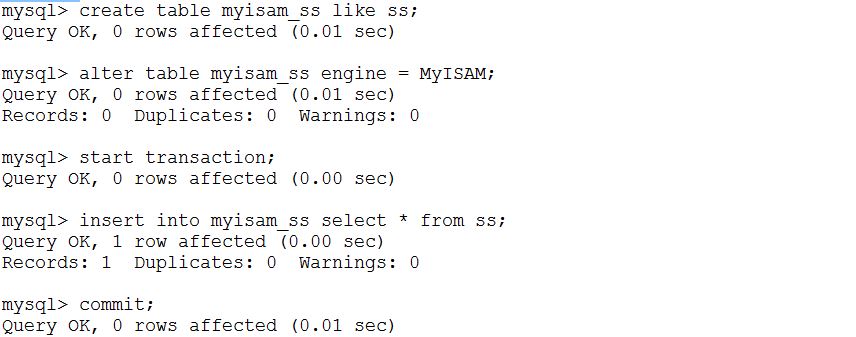 mysql> create table myisam_ss like ss;
Query OK, 0 rows affected (0.01 sec)
mysql> alter table myisam_ss engine = MyISAM;
Query OK, 0 rows affected (0.01 sec)
Records: 0  Duplicates: 0  Warnings: 0
mysql> start transaction;
Query OK, 0 rows affected (0.00 sec)
mysql> insert into myisam_ss select * from ss;
Query OK, 1 row affected (0.00 sec)
Records: 1  Duplicates: 0  Warnings: 0
mysql> commit;
Query OK, 0 rows affected (0.01 sec)